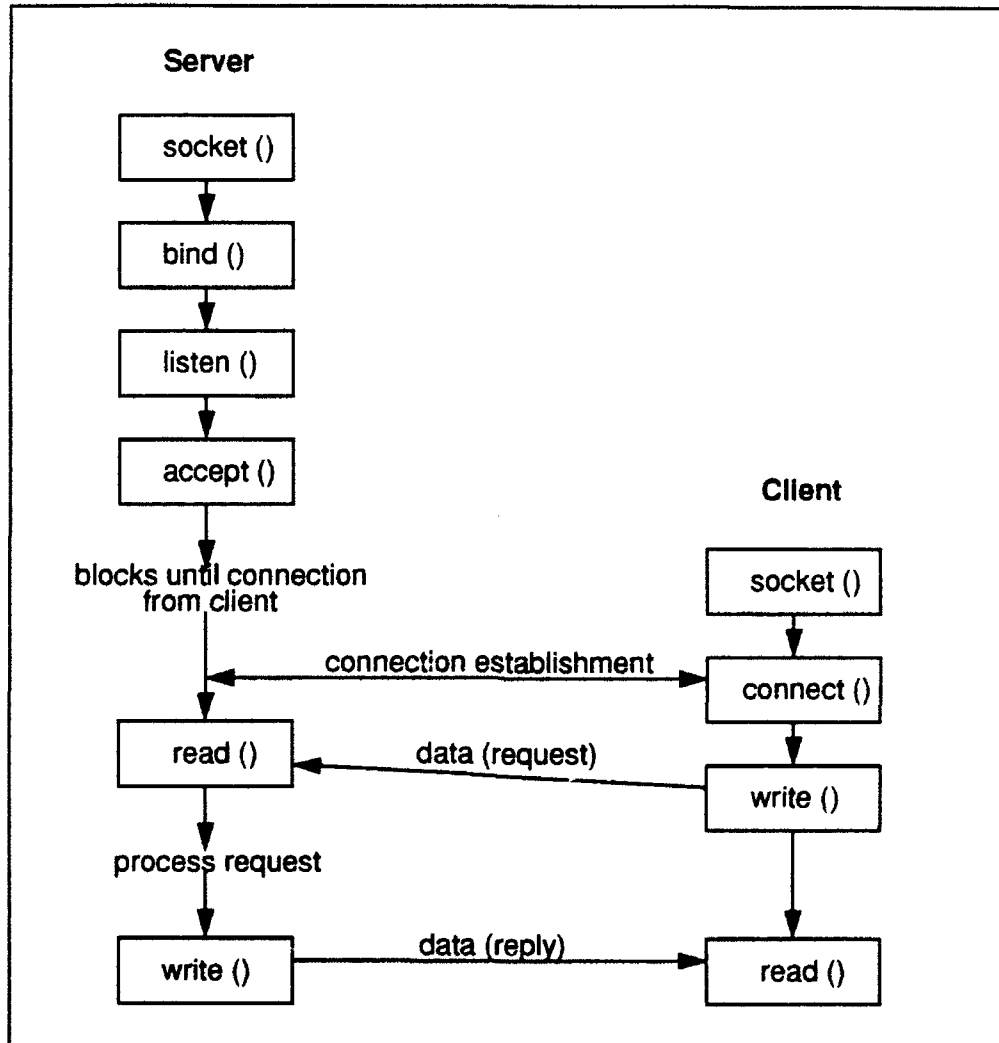 Server
socket ()
bind ()
listen ()
accept ()
blocks until connection
from client
Client
socket ()
connection establishment
connect ()
read ()
data (request)
write ()
process request
write ()
data (reply)
read ()